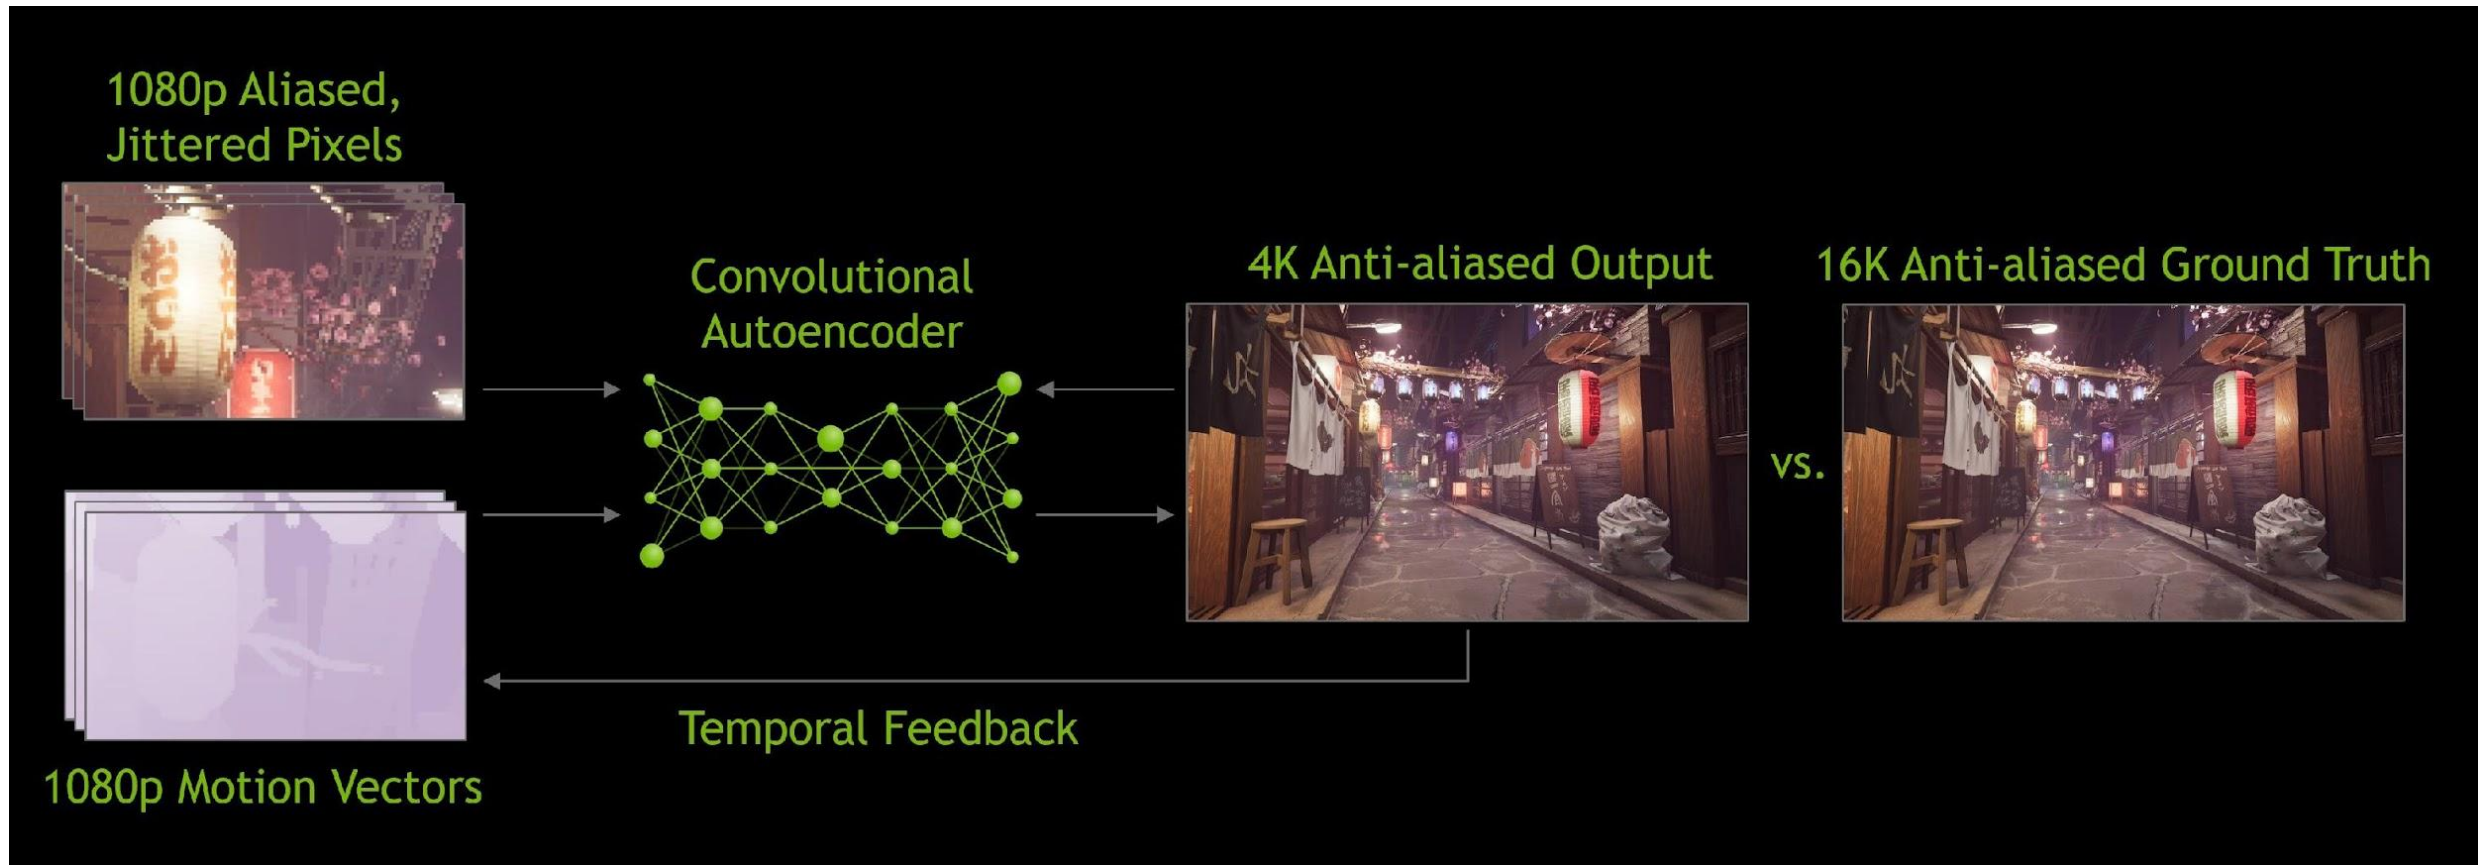 1080p Aliased,
Jittered Pixels
Convolutional
Autoencoder
4K Anti-aliased Output
16K Anti-aliased Ground Truth
vs.
Temporal Feedback
1080p Motion Vectors